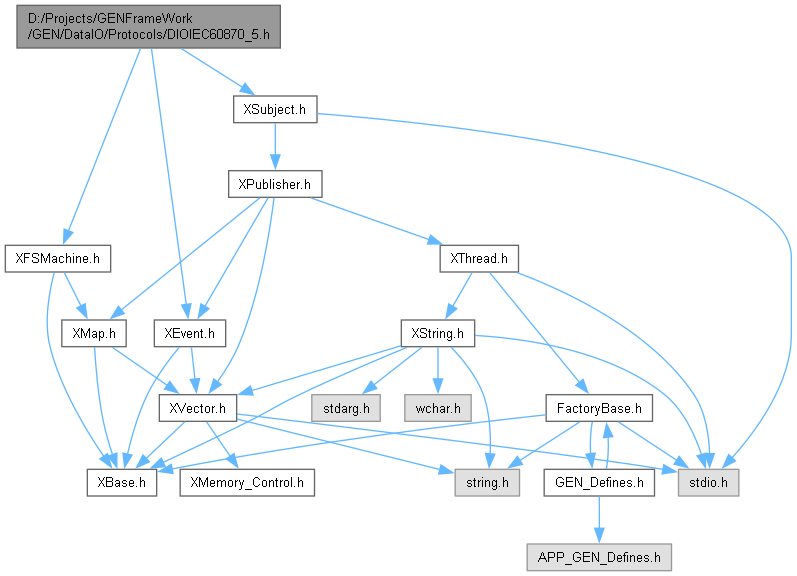 D:/Projects/GENFrameWork
/GEN/DataIO/Protocols/DIOIEC60870_5.h
XSubject.h
XPublisher.h
XFSMachine.h
XThread.h
XMap.h
XEvent.h
XString.h
XVector.h
stdarg.h
wchar.h
FactoryBase.h
XBase.h
XMemory_Control.h
string.h
GEN_Defines.h
stdio.h
APP_GEN_Defines.h